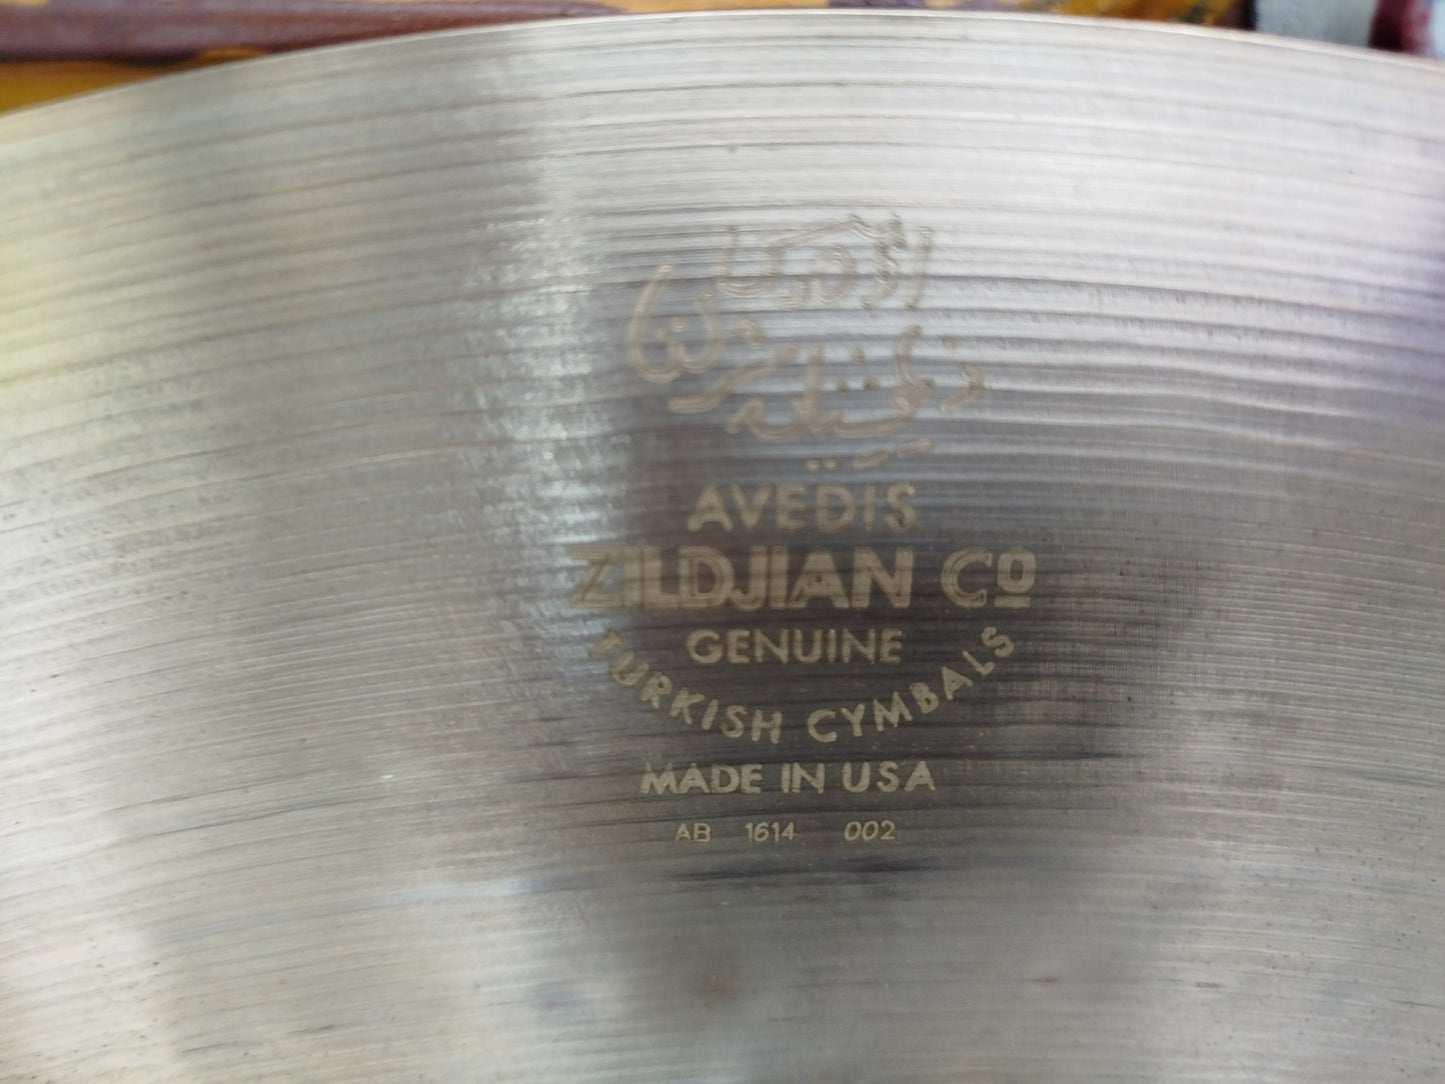 AVEDIS
ZILDJIAN Cº
GENUINE
TURKISH CYMBALS
MADE IN USA
AB 1614 002